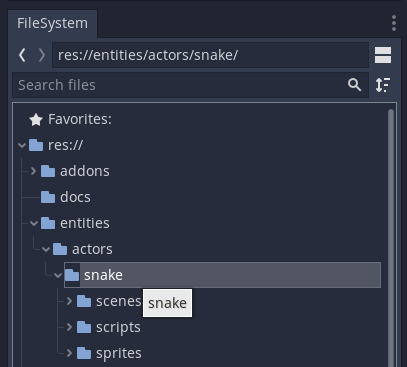 FileSystem
res://entities/actors/snake/
Search files
Favorites:
res://
addons
docs
entities
actors
snake
scenes
snake
scripts
sprites